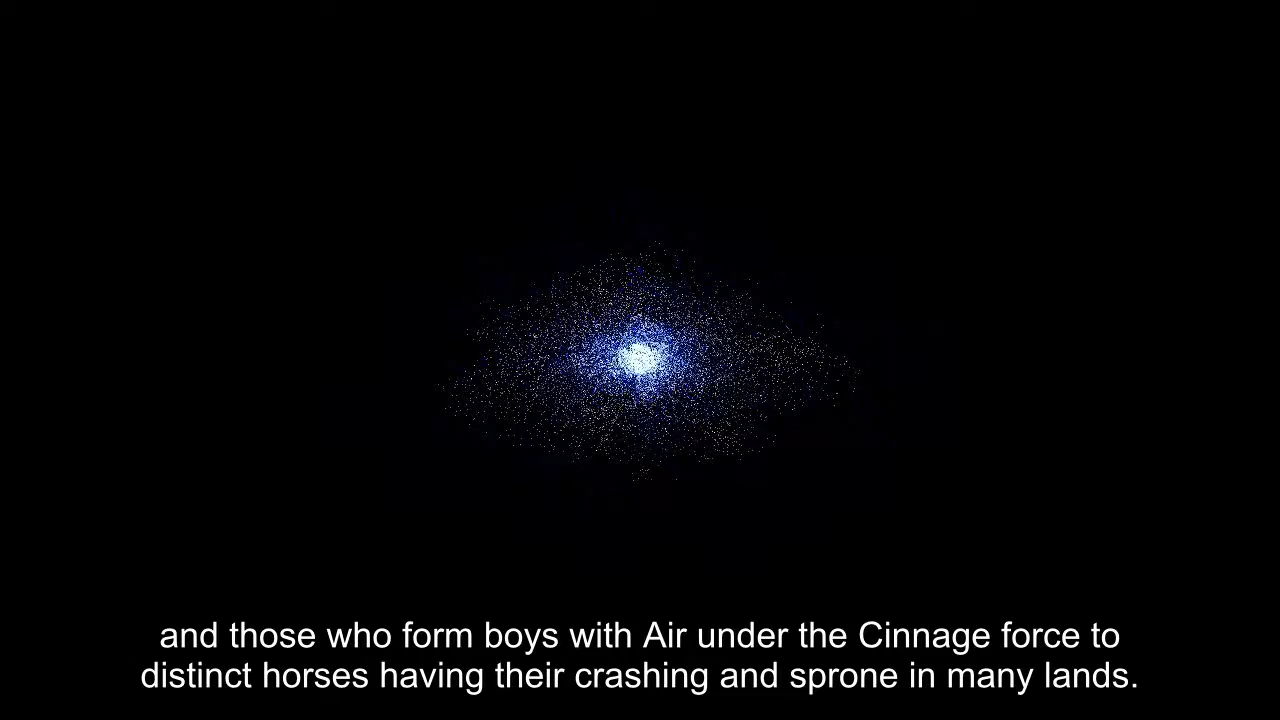 and those who form boys with Air under the Cinnage force to
distinct horses having their crashing and sprone in many lands.